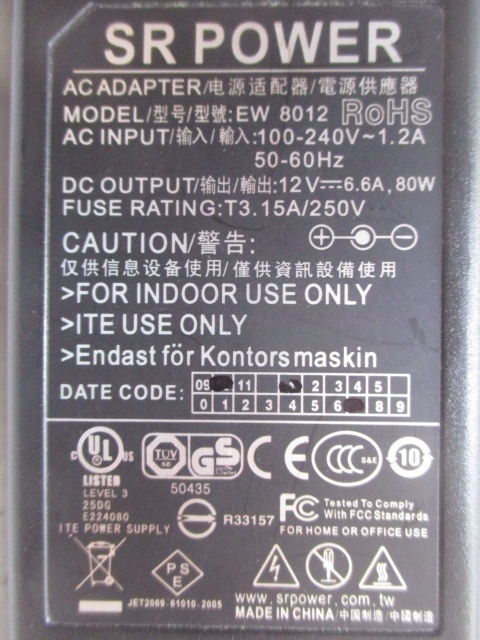 SR POWER
AC ADAPTER/电源适配器/電源供應器
MODEL/型号/型號:EW 8012 RoHS
AC INPUT/输入/輸入:100-240V~1.2A
50-60Hz
DC OUTPUT/输出/輸出:12V⎓6.6A, 80W
FUSE RATING:T3.15A/250V
CAUTION/警告:
仅供信息设备使用/僅供資訊設備使用
>FOR INDOOR USE ONLY
>ITE USE ONLY
>Endast för Kontorsmaskin
DATE CODE: 09 11 2 3 4 5
0 1 2 3 4 5 6 8 9
C UL US
LISTED
LEVEL 3
25DG
E224080
ITE POWER SUPPLY
TÜV GS
50435
CE
CCC S&E
10
R33157
FC Tested To Comply
With FCC Standards
FOR HOME OR OFFICE USE
PSE
JET2069-61010-2005
www.srpower.com.tw
MADE IN CHINA/中国制造/中國製造